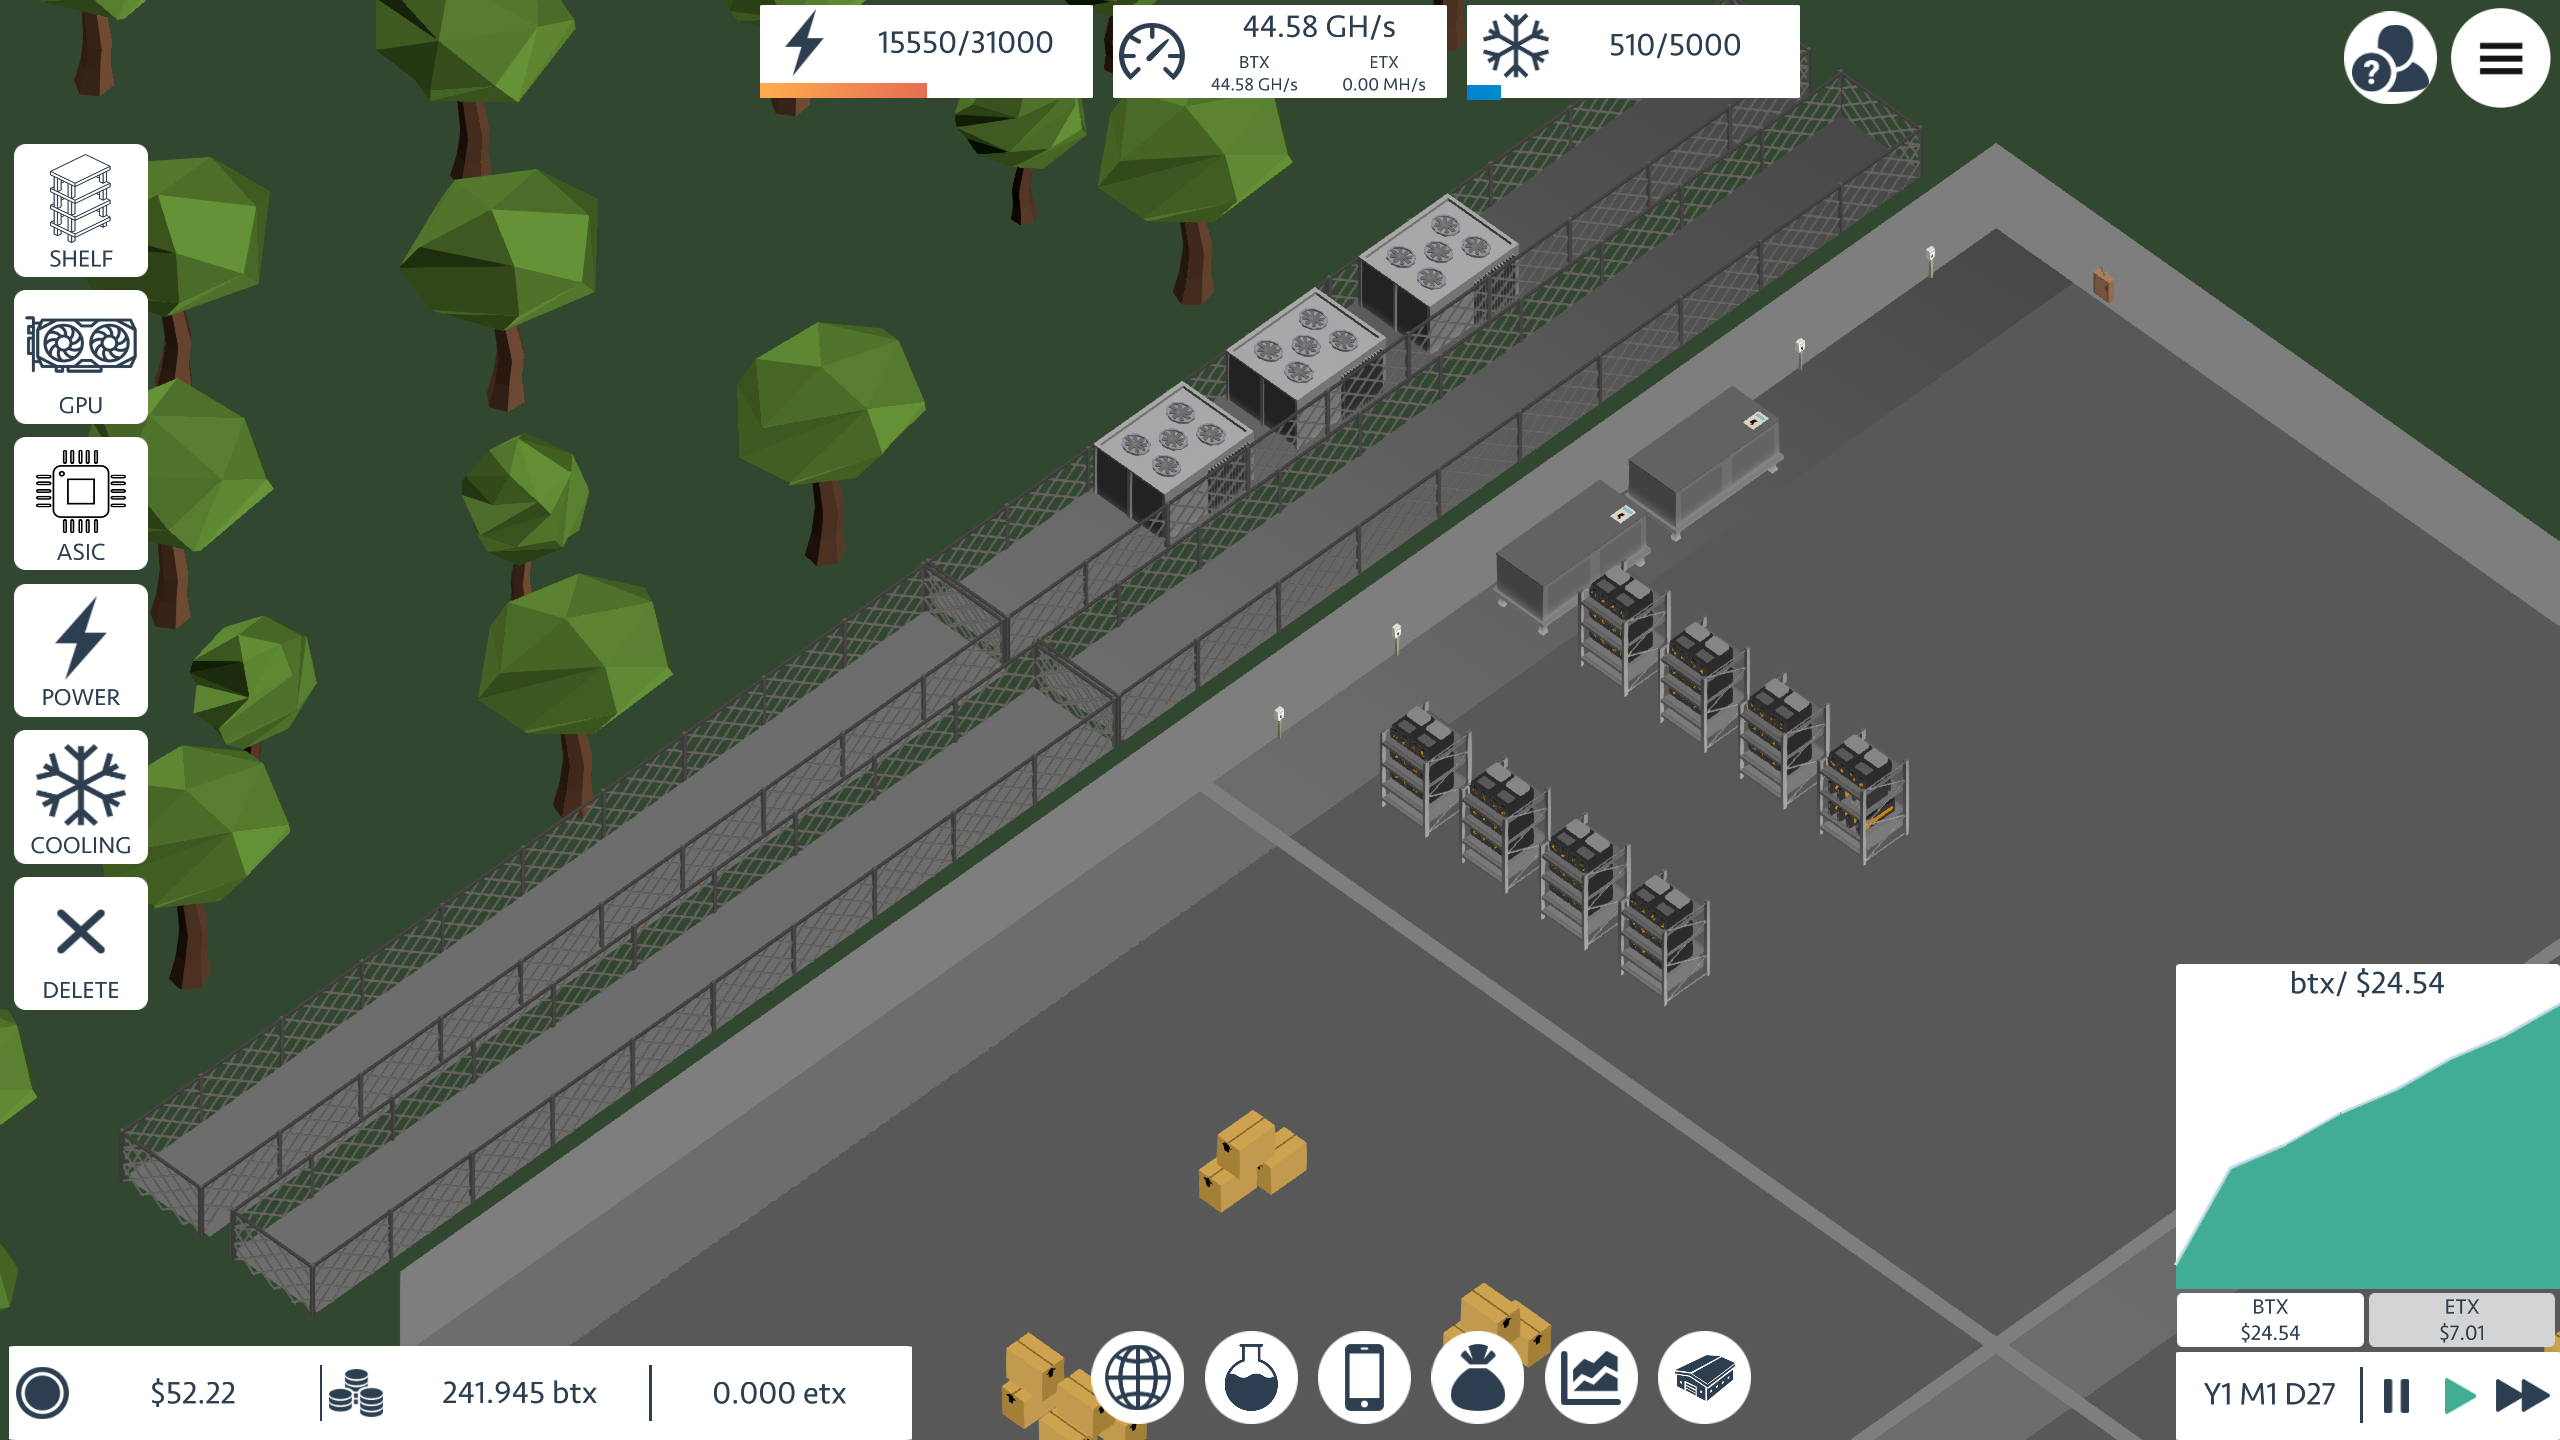 15550/31000
44.58 GH/s
BTX
44.58 GH/s
ETX
0.00 MH/s
510/5000
?
SHELF
GPU
ASIC
POWER
COOLING
DELETE
btx/ $24.54
BTX
$24.54
ETX
$7.01
$52.22
241.945 btx
0.000 etx
Y1 M1 D27